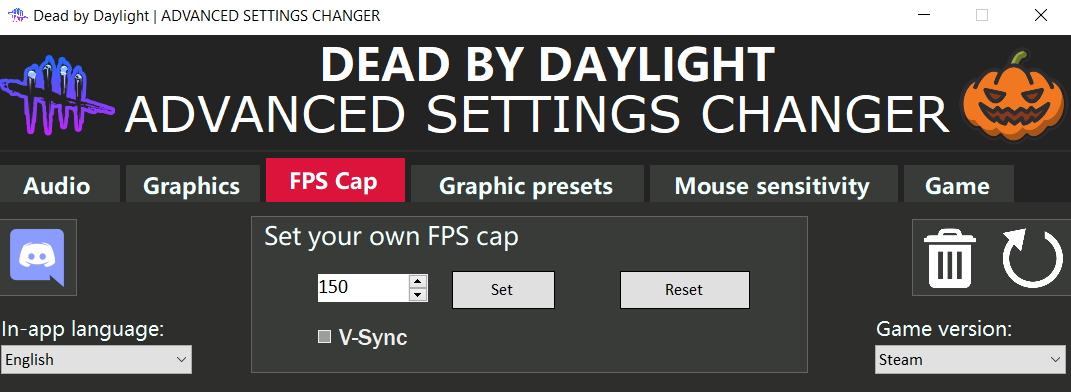 Dead by Daylight | ADVANCED SETTINGS CHANGER
DEAD BY DAYLIGHT
ADVANCED SETTINGS CHANGER
Audio
Graphics
FPS Cap
Graphic presets
Mouse sensitivity
Game
Set your own FPS cap
150
Set
Reset
V-Sync
In-app language:
English
Game version:
Steam